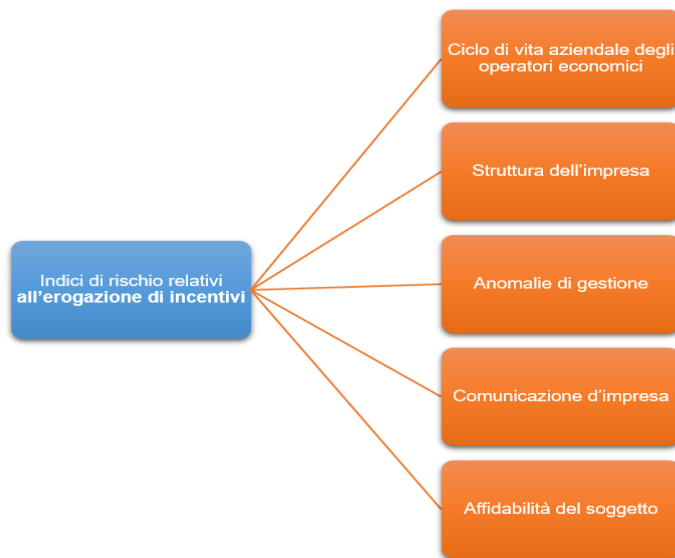 Ciclo di vita aziendale degli
operatori economici
Struttura dell'impresa
Indici di rischio relativi
all'erogazione di incentivi
Anomalie di gestione
Comunicazione d'impresa
Affidabilità del soggetto